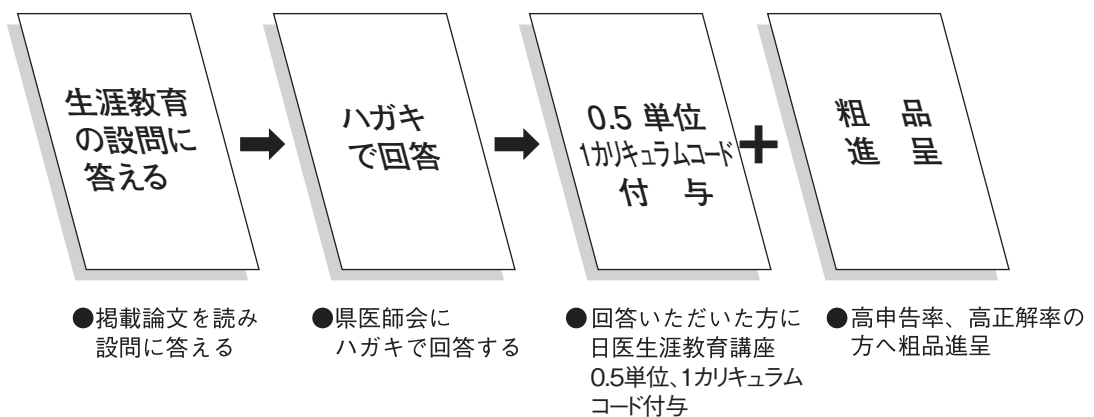 生涯教育
の設問に
答える
ハガキ
で回答
0.5 単位
1カリキュラムコード
付 与
+
粗 品
進 呈
●掲載論文を読み
設問に答える
●県医師会に
ハガキで回答する
●回答いただいた方に
日医生涯教育講座
0.5単位、1カリキュラム
コード付与
●高申告率、高正解率の
方へ粗品進呈